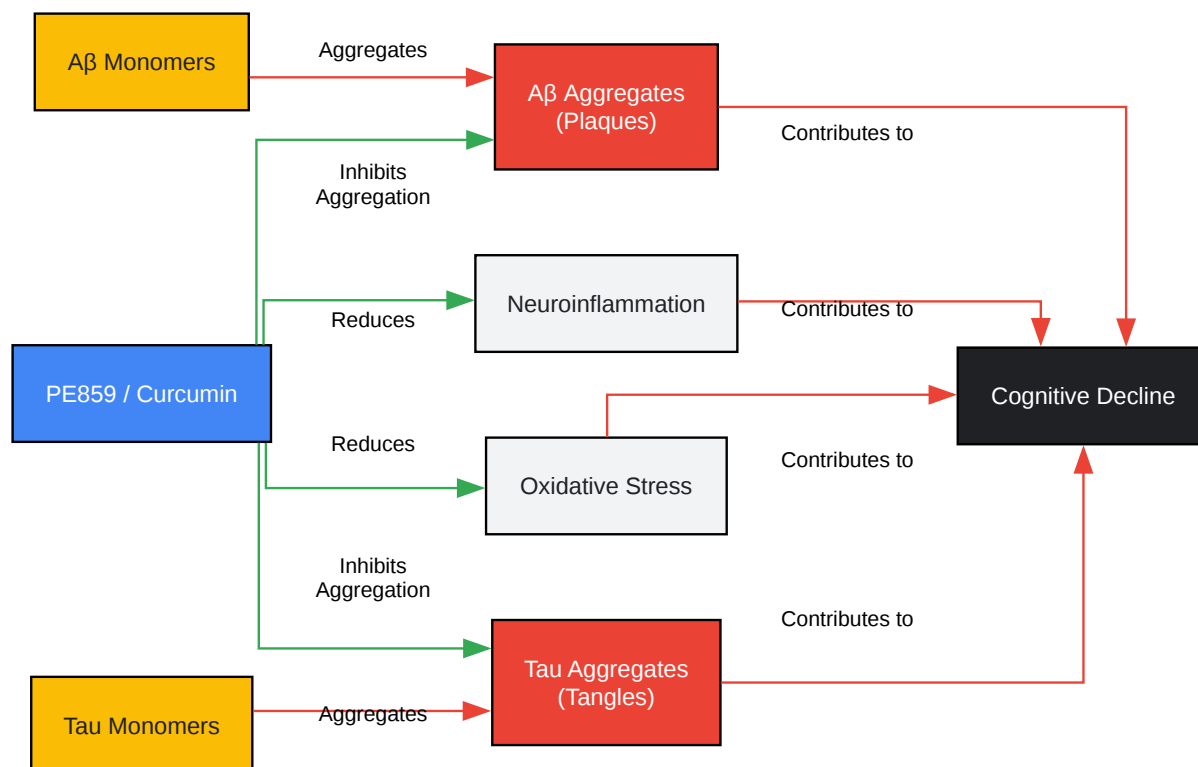 Aβ Monomers
Aggregates
Aβ Aggregates
(Plaques)
Contributes to
Inhibits
Aggregation
Neuroinflammation
Reduces
Contributes to
PE859 / Curcumin
Cognitive Decline
Reduces
Oxidative Stress
Contributes to
Inhibits
Aggregation
Contributes to
Tau Aggregates
(Tangles)
Tau Monomers
Aggregates